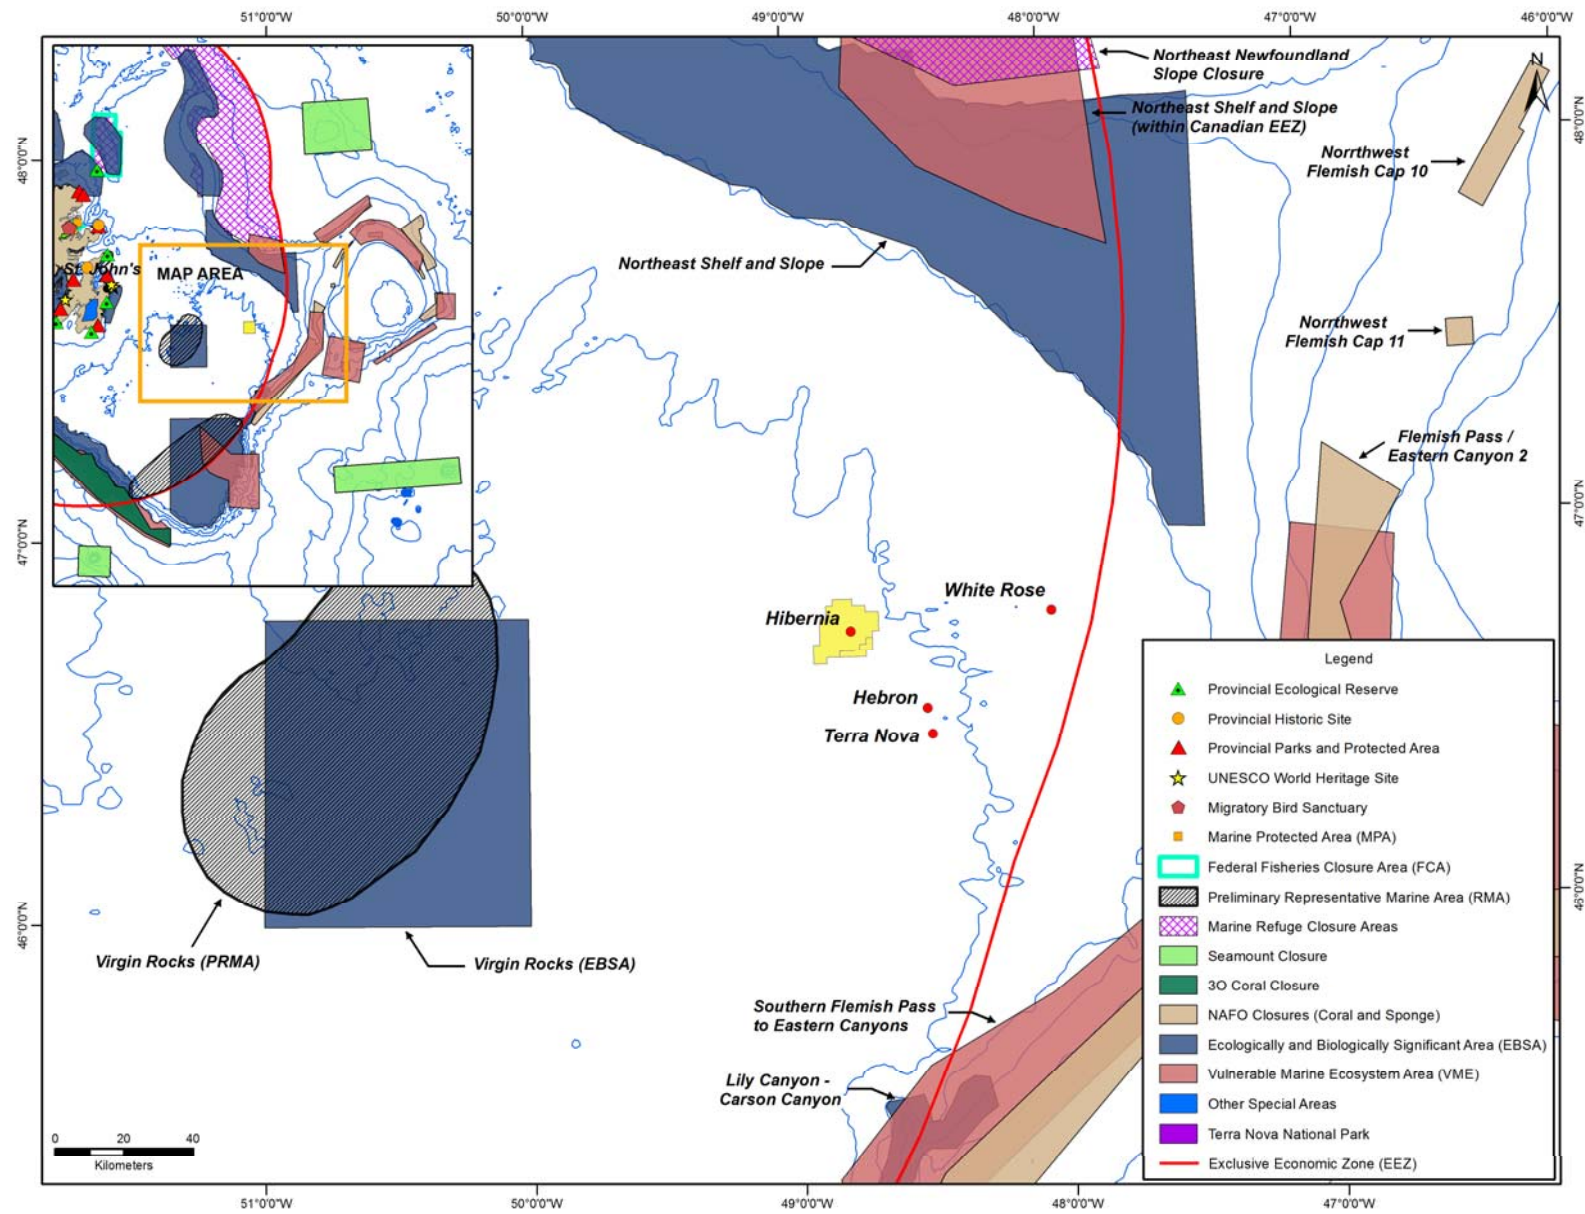 51°0'0"W
50°0'0"W
49°0'0"W
48°0'0"W
47°0'0"W
46°0'0"W
Northeast Newfoundland
Slope Closure
N
Northeast Shelf and Slope
(within Canadian EEZ)
48°0'0"N
48°0'0"N
Norrthwest
Flemish Cap 10
Northeast Shelf and Slope
St. John's
MAP AREA
Norrthwest
Flemish Cap 11
Flemish Pass /
Eastern Canyon 2
47°0'0"N
47°0'0"N
White Rose
Hibernia
Hebron
Terra Nova
Legend
Provincial Ecological Reserve
Provincial Historic Site
Provincial Parks and Protected Area
UNESCO World Heritage Site
Migratory Bird Sanctuary
Marine Protected Area (MPA)
Federal Fisheries Closure Area (FCA)
Preliminary Representative Marine Area (RMA)
Marine Refuge Closure Areas
Seamount Closure
3O Coral Closure
NAFO Closures (Coral and Sponge)
Ecologically and Biologically Significant Area (EBSA)
Vulnerable Marine Ecosystem Area (VME)
Other Special Areas
Terra Nova National Park
Exclusive Economic Zone (EEZ)
46°0'0"N
46°0'0"N
Virgin Rocks (PRMA)
Virgin Rocks (EBSA)
Southern Flemish Pass
to Eastern Canyons
Lily Canyon -
Carson Canyon
0 20 40
Kilometers
51°0'0"W
50°0'0"W
49°0'0"W
48°0'0"W
47°0'0"W